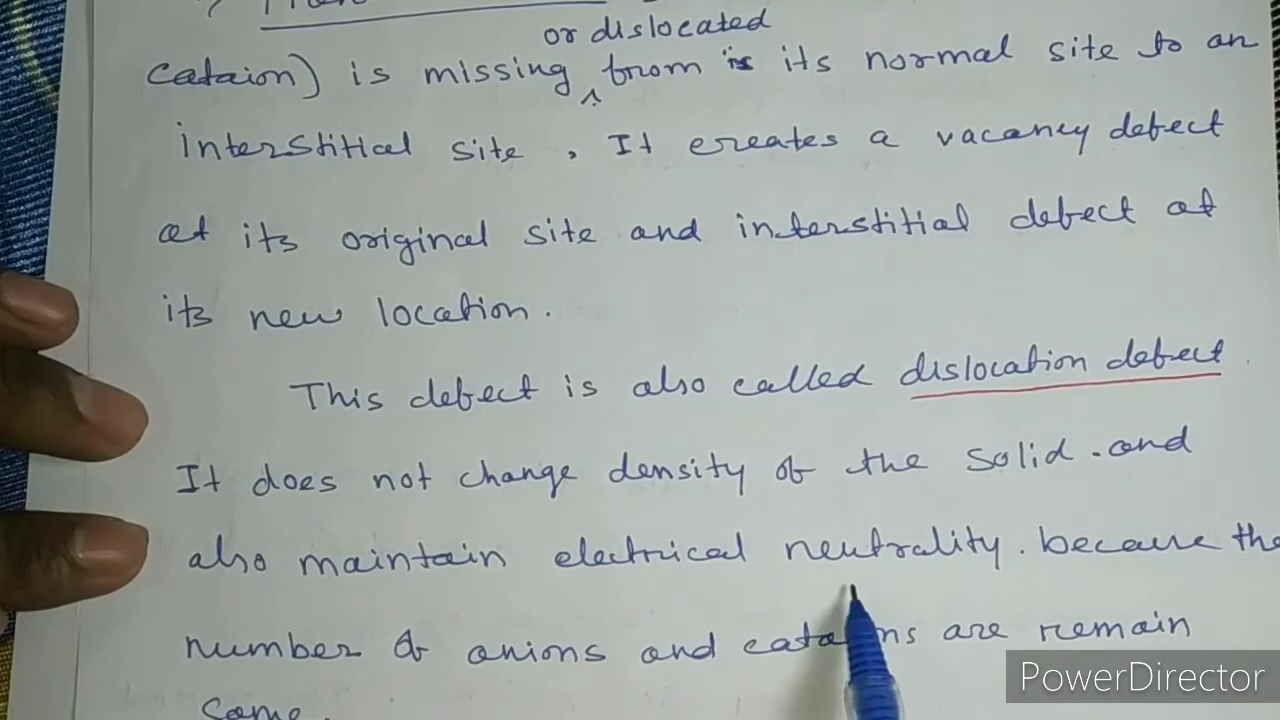 or dislocated
Cataion) is missing ^ from its normal site to an
interstitial site, It creates a vacancy defect
at its original site and interstitial defect at
its new location.
This defect is also called dislocation defect.
It does not change density of the solid. and
also maintain electrical neutrality. because the
number of anions and are remain
Same.
PowerDirector